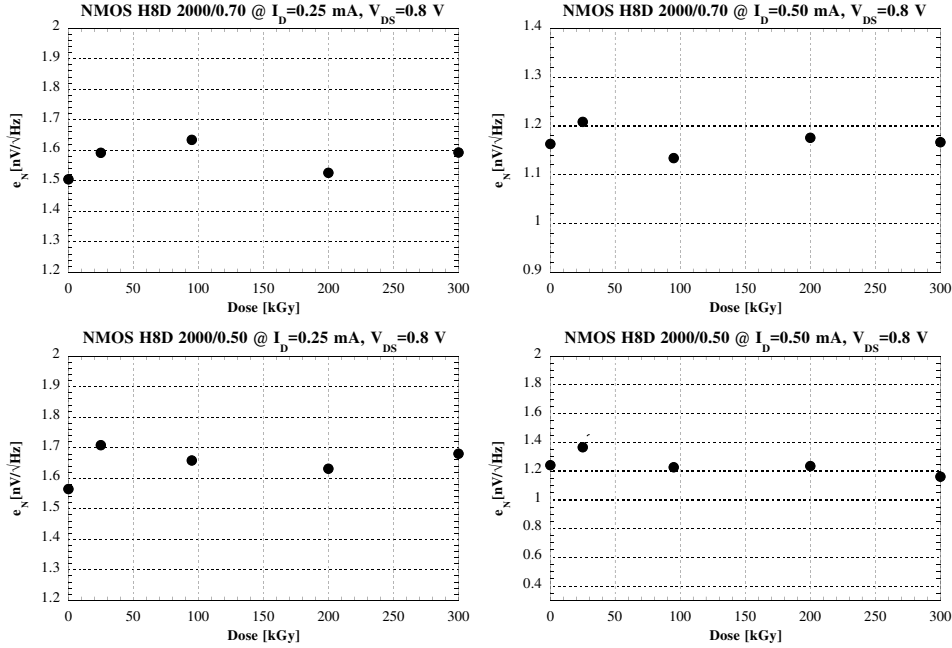 NMOS H8D 2000/0.70 @ I_D=0.25 mA, V_DS=0.8 V
2
1.9
1.8
1.7
1.6
1.5
1.4
1.3
1.2
e_N[nV/√Hz]
0 50 100 150 200 250 300
Dose [kGy]
NMOS H8D 2000/0.70 @ I_D=0.50 mA, V_DS=0.8 V
1.4
1.3
1.2
1.1
1
0.9
e_N[nV/√Hz]
0 50 100 150 200 250 300
Dose [kGy]
NMOS H8D 2000/0.50 @ I_D=0.25 mA, V_DS=0.8 V
2
1.9
1.8
1.7
1.6
1.5
1.4
1.3
1.2
e_N[nV/√Hz]
0 50 100 150 200 250 300
Dose [kGy]
NMOS H8D 2000/0.50 @ I_D=0.50 mA, V_DS=0.8 V
2
1.8
1.6
1.4
1.2
1
0.8
0.6
0.4
e_N[nV/√Hz]
0 50 100 150 200 250 300
Dose [kGy]